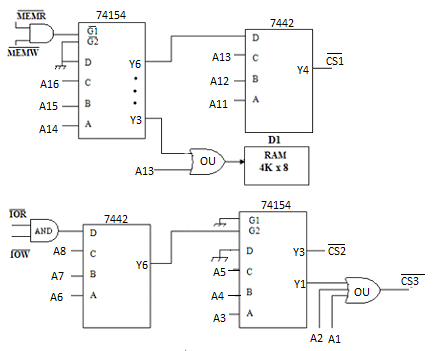 74154
7442
MEMR
MEMW
G1
G2
D
C
B
A
A16
A15
A14
Y6
Y3
D
C
B
A
A13
A12
A11
Y4
CS1
D1
RAM
4K x 8
OU
A13
7442
74154
IOR
IOW
AND
D
C
B
A
A8
A7
A6
Y6
G1
G2
D
C
B
A
A5
A4
A3
Y3
CS2
Y1
OU
CS3
A2 A1